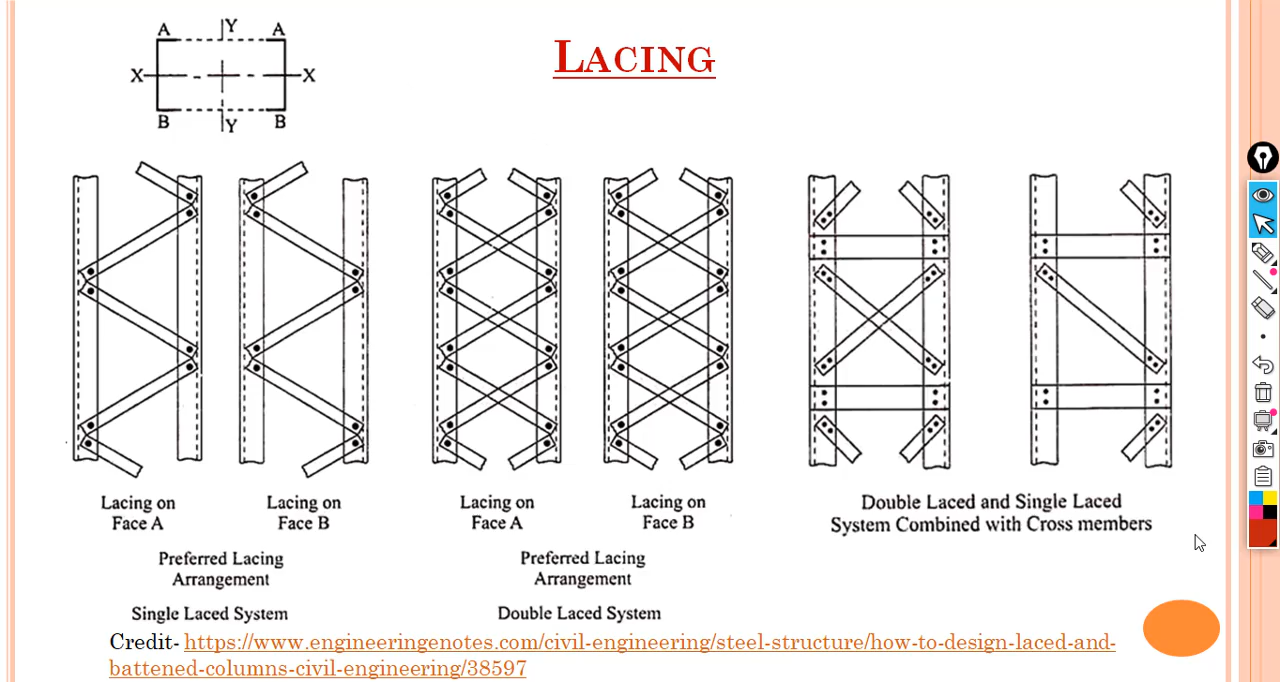 LACING
A Y A
X X
B Y B
Lacing on
Face A
Lacing on
Face B
Preferred Lacing
Arrangement
Single Laced System
Lacing on
Face A
Lacing on
Face B
Preferred Lacing
Arrangement
Double Laced System
Double Laced and Single Laced
System Combined with Cross members
Credit- https://www.engineeringenotes.com/civil-engineering/steel-structure/how-to-design-laced-and-
battened-columns-civil-engineering/38597